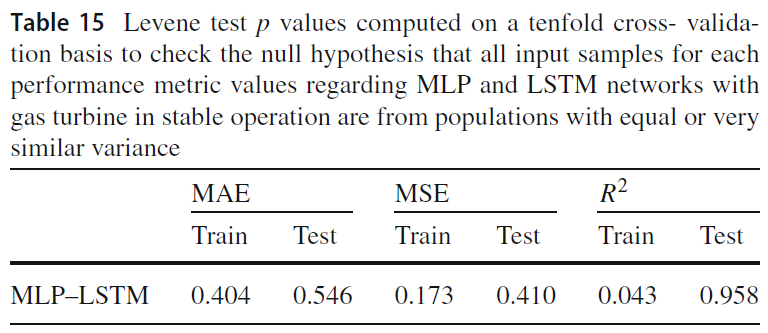 Table 15 Levene test p values computed on a tenfold cross- valida-
tion basis to check the null hypothesis that all input samples for each
performance metric values regarding MLP and LSTM networks with
gas turbine in stable operation are from populations with equal or very
similar variance
MAE MSE R²
Train Test Train Test Train Test
MLP–LSTM 0.404 0.546 0.173 0.410 0.043 0.958